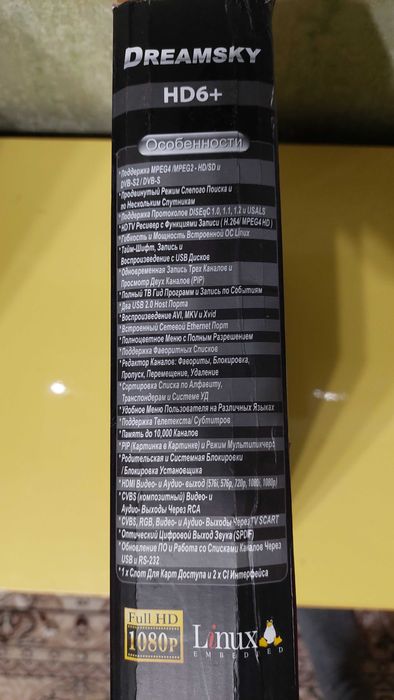 DREAMSKY
HD6+
Особенности
* Поддержка MPEG4 /MPEG2 - HD/SD и
DVB-S2 / DVB-S
* Продвинутый Режим Слепого Поиска и
по Нескольким Спутникам
* Поддержка Протоколов DISEqC 1.0, 1.1, 1.2 и USALS
* HDTV Ресивер с Функциями Записи ( H.264/ MPEG4 HD )
* Гибкость и Мощность Встроенной ОС Linux
* Тайм-Шифт, Запись и
Воспроизведение с USB Дисков
* Одновременная Запись Трех Каналов и
Просмотр Двух Каналов (PIP)
* Полный ТВ Гид Программ и Запись по Событиям
* Два USB 2.0 Host Порта
* Воспроизведение AVI, MKV и Xvid
* Встроенный Сетевой Ethernet Порт
* Полноцветное Меню с Полным Разрешением
* Поддержка Фаворитных Списков
* Редактор Каналов: Фавориты, Блокировка,
Пропуск, Перемещение, Удаление
* Сортировка Списка по Алфавиту,
Транспондерам и Системе УД
* Удобное Меню Пользователя на Различных Языках
* Поддержка Телетекста/ Субтитров
* Память до 10,000 Каналов
* PIP (Картинка в Картинке) и Режим Мультипикчерз
* Родительская и Системная Блокировки
/ Блокировка Установщика
* HDMI Видео- и Аудио- выход (576i, 576p, 720p, 1080i, 1080p)
* CVBS (композитный) Видео- и
Аудио- Выходы Через RCA
* CVBS, RGB, Видео- и Аудио- Выходы Через TV SCART
* Оптический Цифровой Выход Звука (SPDIF)
* Обновление ПО и Работа со Списками Каналов Через
USB и RS-232
* 1 x Слот Для Карт Доступа и 2 x CI Интерфейса
Full HD
1080P
Linux
EMBEDDED